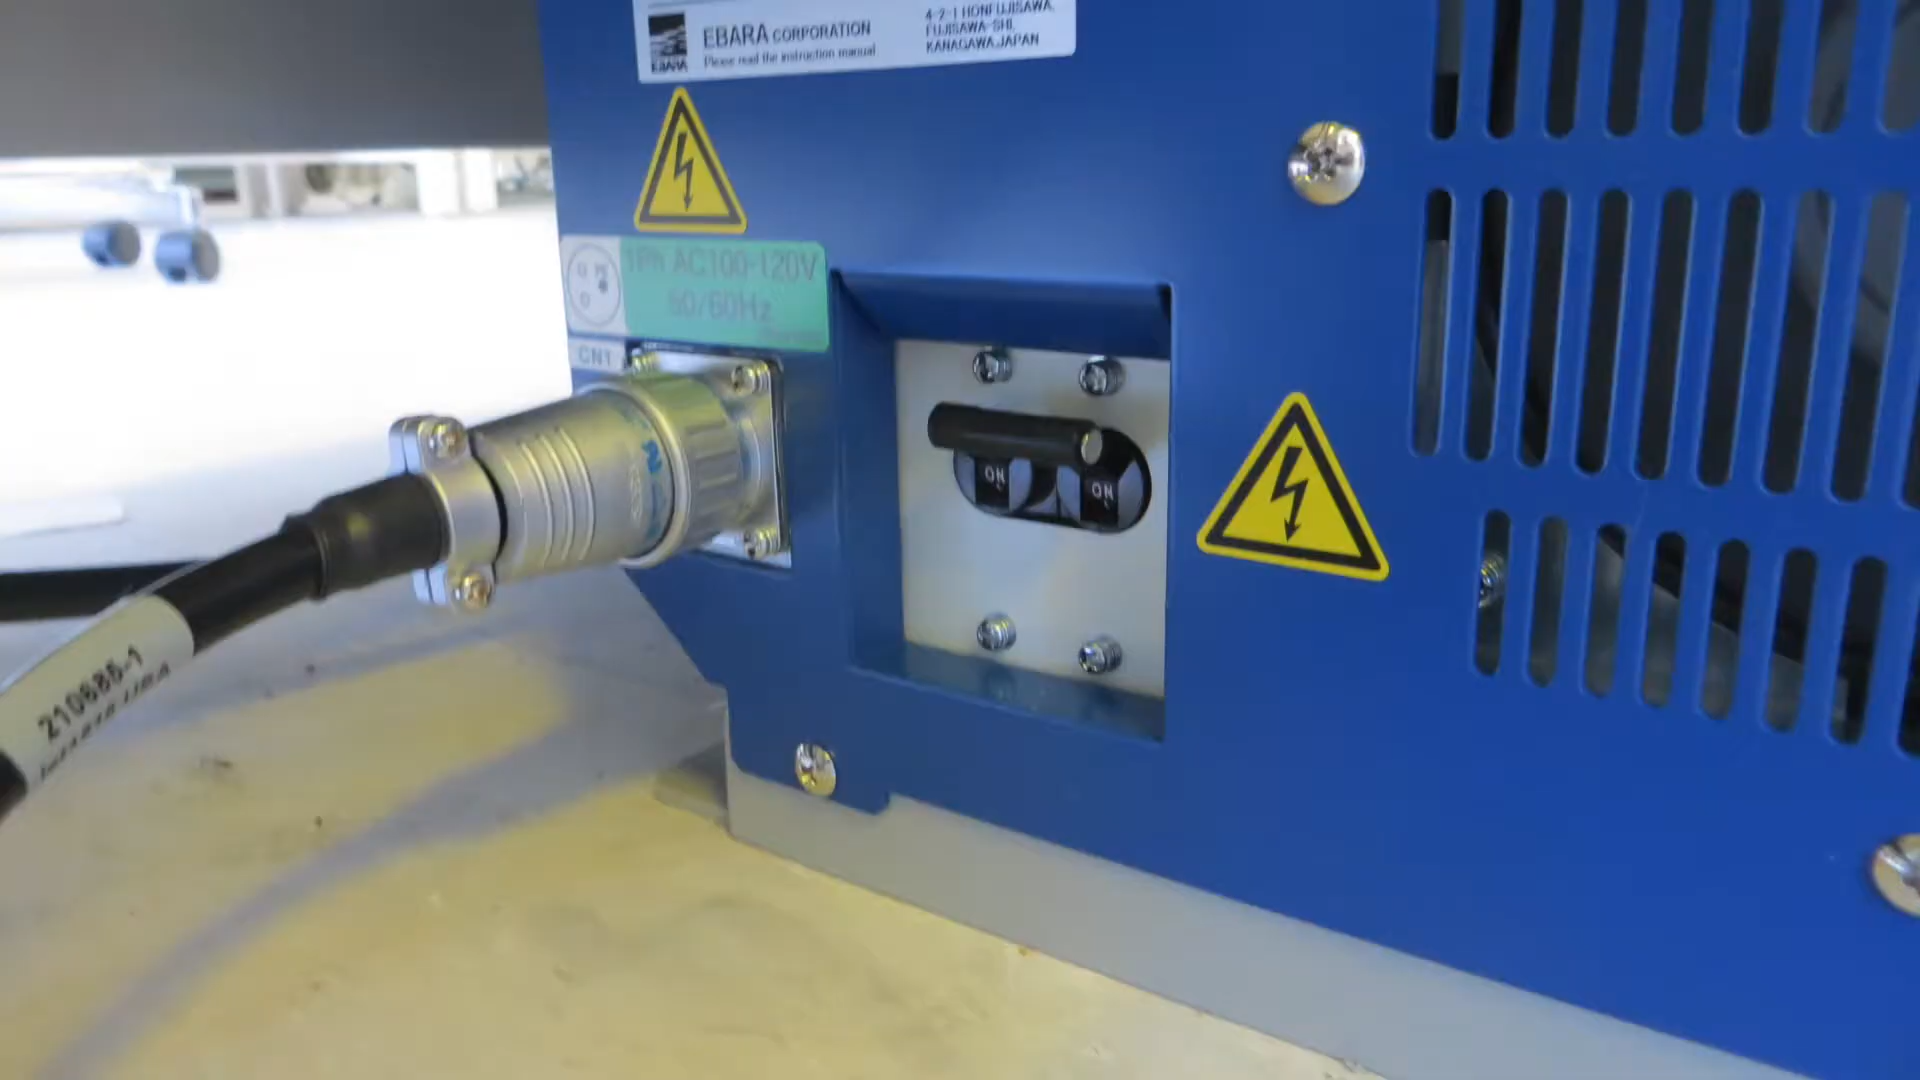 EBARA CORPORATION
Please read the instruction manual
EBARA
4-2-1 HONFUJISAWA,
FUJISAWA-SHI,
KANAGAWA,JAPAN
1Ph AC100-120V
50/60Hz
CN1
ON
ON
210686-1